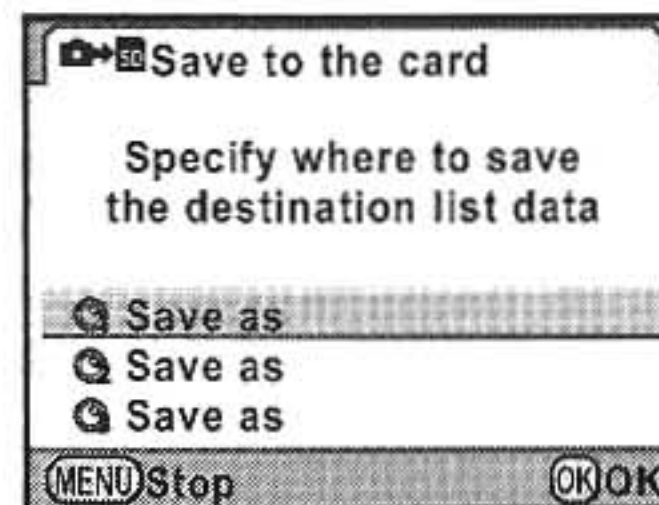 SD Save to the card
Specify where to save
the destination list data
Save as
Save as
Save as
MENU Stop OK OK